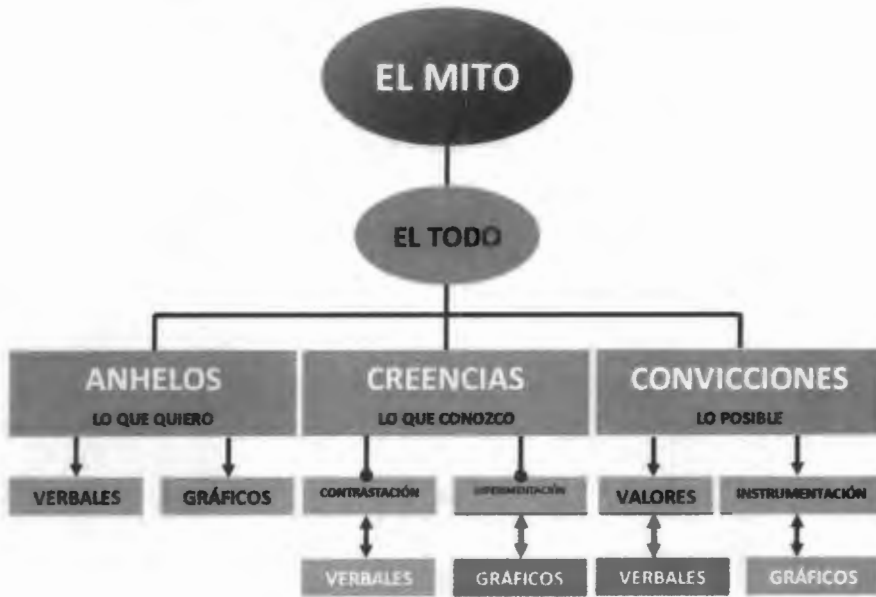 EL MITO
EL TODO
ANHELOS
LO QUE QUIERO
CREENCIAS
LO QUE CONOZCO
CONVICCIONES
LO POSIBLE
VERBALES
GRÁFICOS
CONTRASTACIÓN
VALORES
INSTRUMENTACIÓN
VERBALES
GRÁFICOS
VERBALES
GRÁFICOS